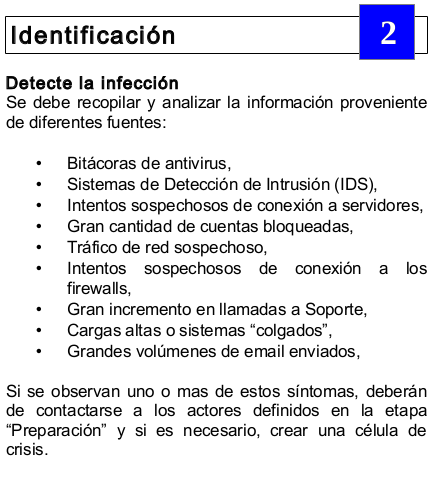 Identificación
2
Detecte la infección
Se debe recopilar y analizar la información proveniente
de diferentes fuentes:
• Bitácoras de antivirus,
• Sistemas de Detección de Intrusión (IDS),
• Intentos sospechosos de conexión a servidores,
• Gran cantidad de cuentas bloqueadas,
• Tráfico de red sospechoso,
• Intentos sospechosos de conexión a los
firewalls,
• Gran incremento en llamadas a Soporte,
• Cargas altas o sistemas “colgados”,
• Grandes volúmenes de email enviados,
Si se observan uno o mas de estos síntomas, deberán
de contactarse a los actores definidos en la etapa
“Preparación” y si es necesario, crear una célula de
crisis.